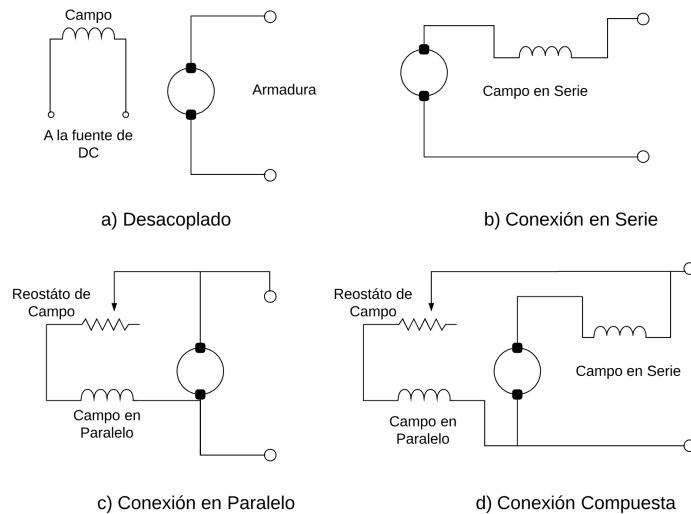 Campo
Armadura
A la fuente de
DC
a) Desacoplado
Campo en Serie
b) Conexión en Serie
Reostáto de
Campo
Campo en
Paralelo
c) Conexión en Paralelo
Reostáto de
Campo
Campo en Serie
Campo en
Paralelo
d) Conexión Compuesta